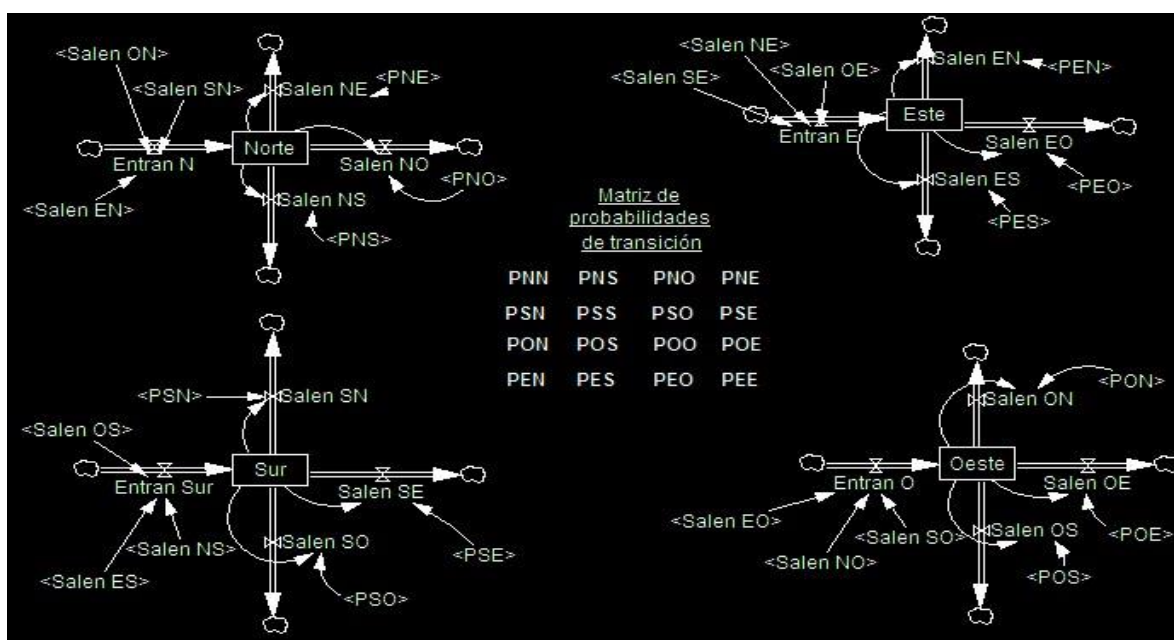 <Salen ON>
<Salen SN>
Salen NE
<PNE>
Norte
Entran N
Salen NO
<PNO>
<Salen EN>
Salen NS
<PNS>
<Salen NE>
<Salen OE>
<Salen SE>
Salen EN
<PEN>
Este
Entran E
Salen EO
<PEO>
Salen ES
<PES>
Matriz de
probabilidades
de transición
PNN PNS PNO PNE
PSN PSS PSO PSE
PON POS POO POE
PEN PES PEO PEE
<PSN>
Salen SN
<Salen OS>
Sur
Entran Sur
Salen SE
<Salen NS>
<Salen ES>
Salen SO
<PSE>
<PSO>
<PON>
Salen ON
Oeste
Entran O
Salen OE
<Salen EO>
<Salen SO>
<Salen NO>
Salen OS
<POE>
<POS>